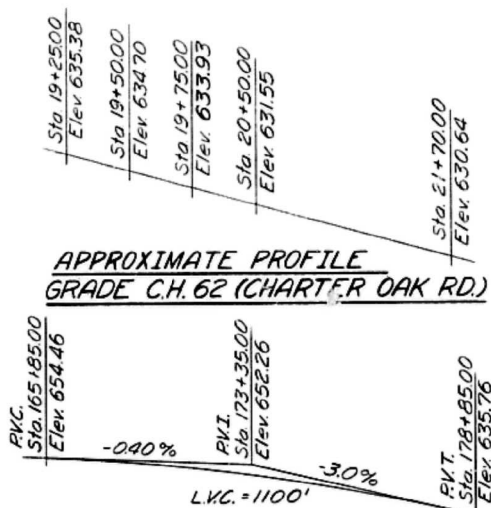 Sta 19+25.00
Elev. 635.38
Sta 19+50.00
Elev 634.70
Sta 19+75.00
Elev. 633.93
Sta. 20+50.00
Elev. 631.55
Sta. 21+70.00
Elev. 630.64
APPROXIMATE PROFILE
GRADE C.H. 62 (CHARTER OAK RD.)
P.V.C.
Sta. 165+85.00
Elev. 654.46
-0.40%
P.V.I.
Sta. 173+35.00
Elev. 652.26
-3.0%
P.V.T.
Sta. 178+85.00
Elev. 635.76
L.V.C. = 1100'